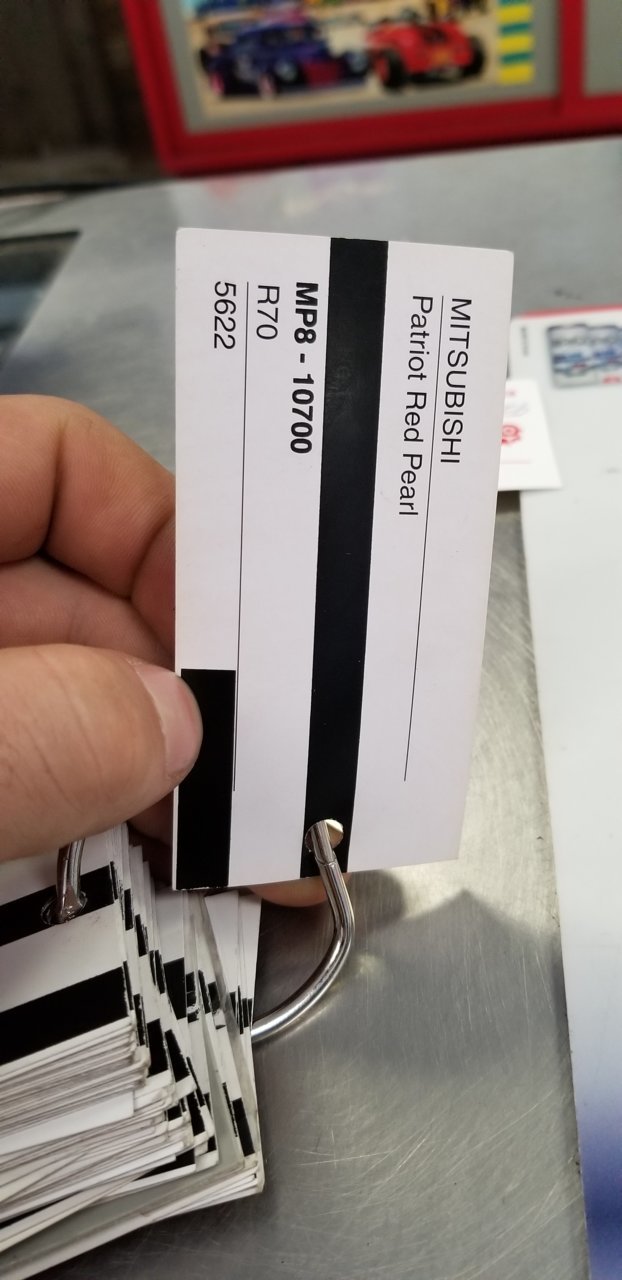 MITSUBISHI
Patriot Red Pearl
MP8 - 10700
R70
5622